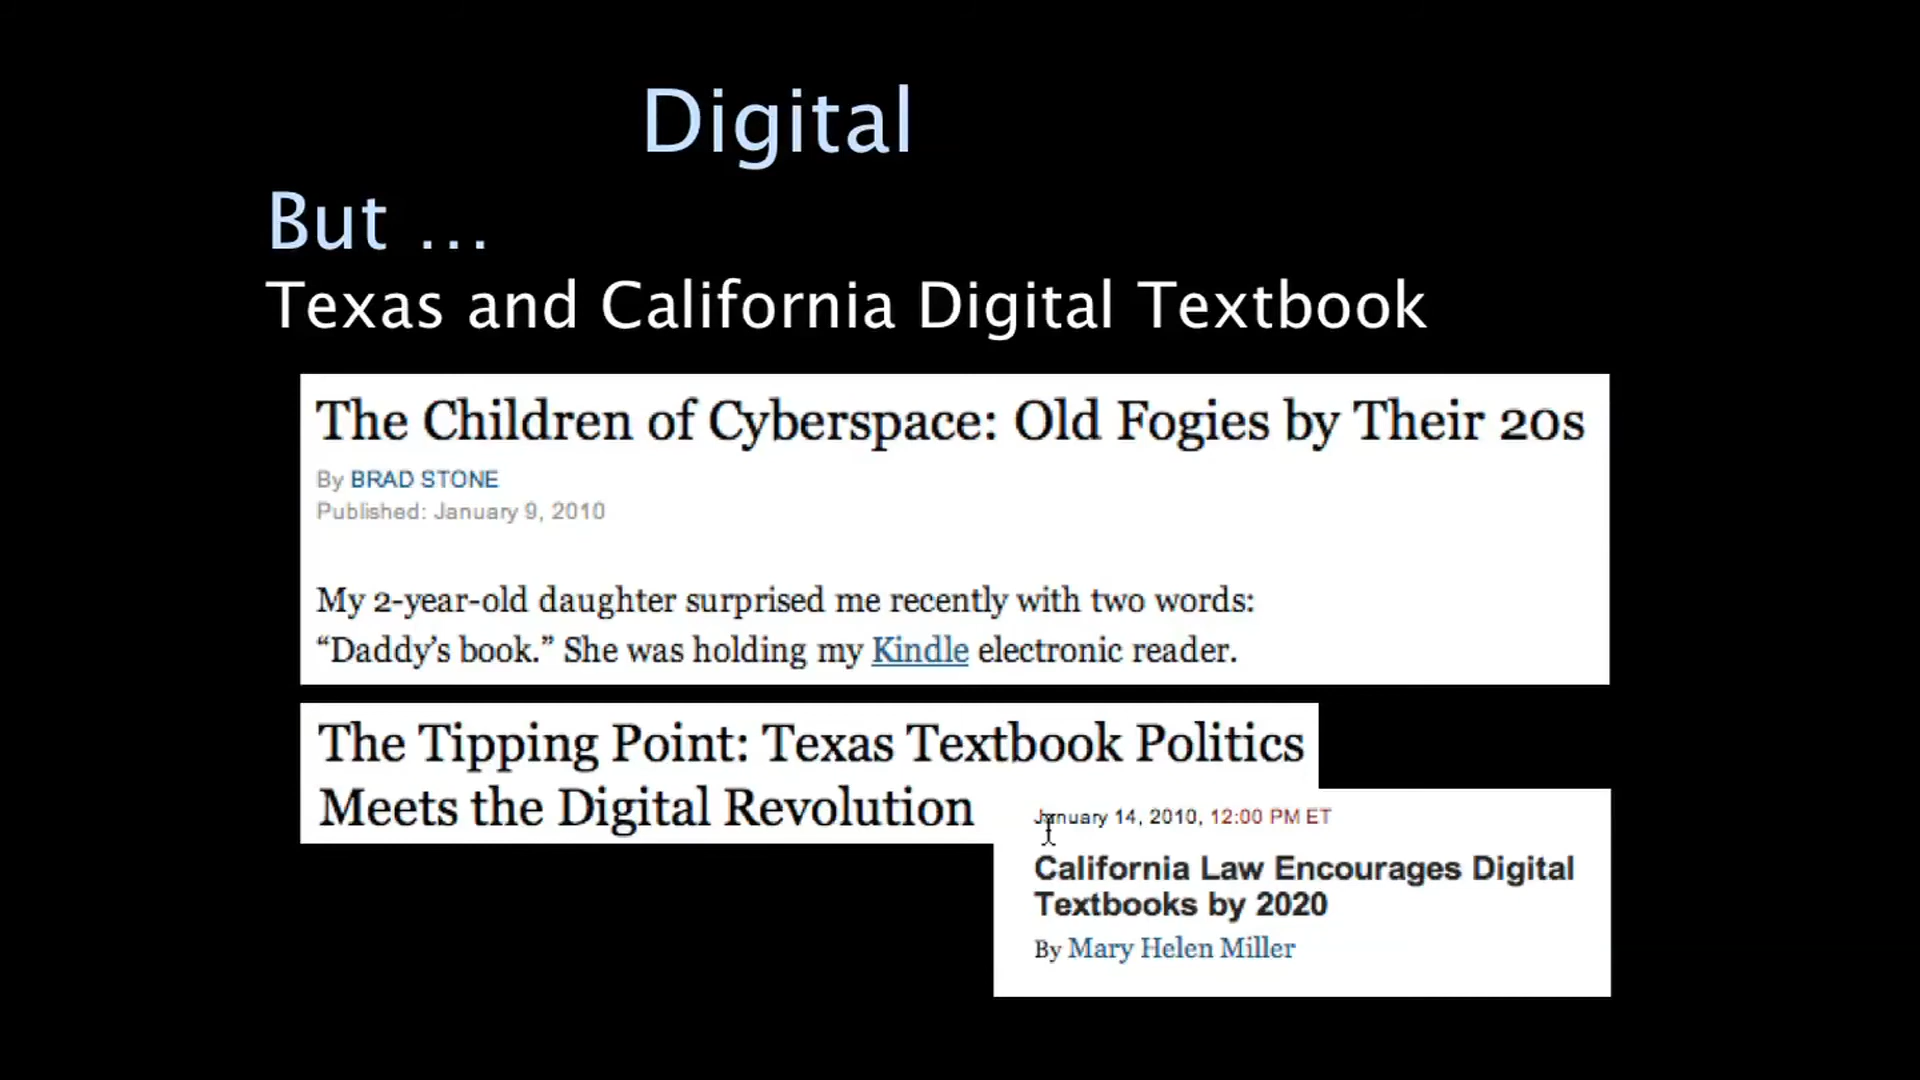 Digital
But …
Texas and California Digital Textbook
The Children of Cyberspace: Old Fogies by Their 20s
By BRAD STONE
Published: January 9, 2010
My 2-year-old daughter surprised me recently with two words:
“Daddy’s book.” She was holding my Kindle electronic reader.
The Tipping Point: Texas Textbook Politics
Meets the Digital Revolution
January 14, 2010, 12:00 PM ET
California Law Encourages Digital
Textbooks by 2020
By Mary Helen Miller